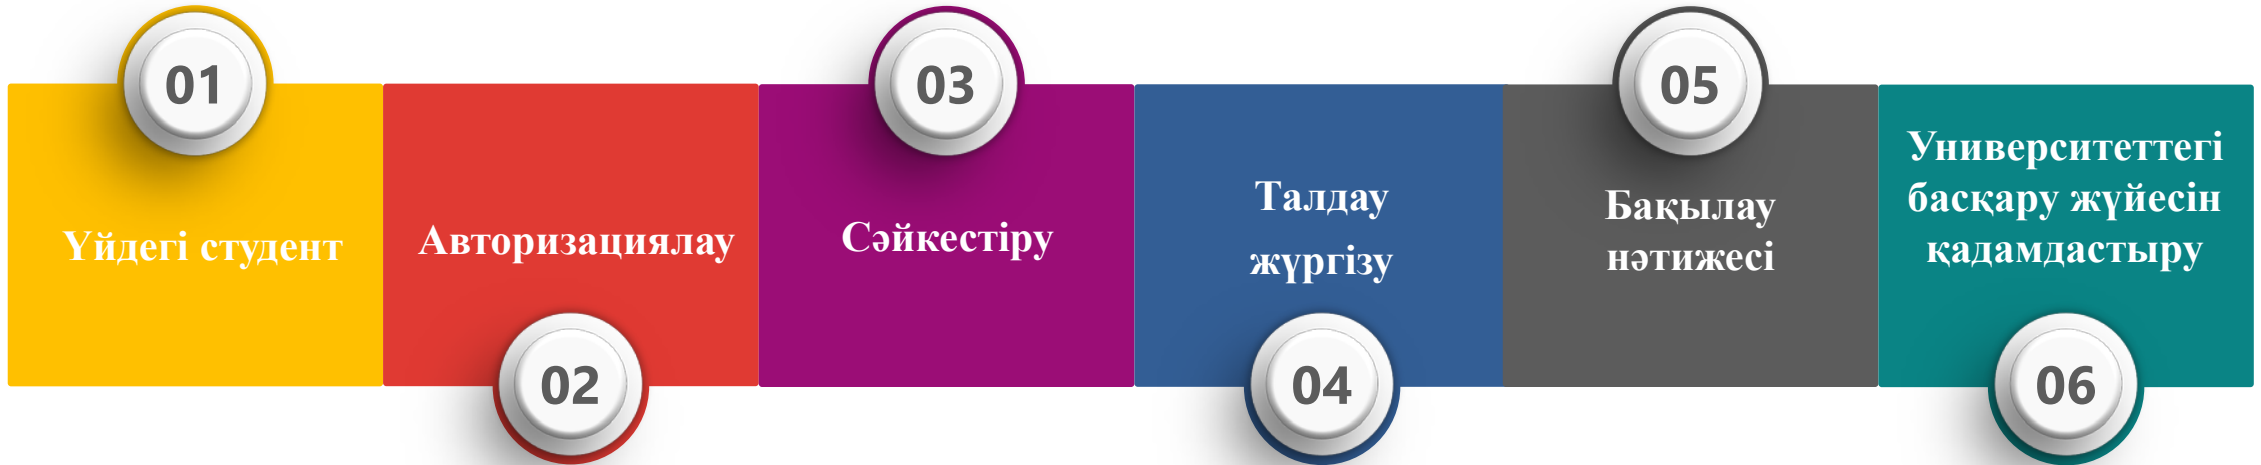 01
Үйдегі студент
02
Авторизациялау
03
Сәйкестіру
04
Талдау
жүргізу
05
Бақылау
нәтижесі
06
Университеттегі
басқару жүйесін
қадамдастыру